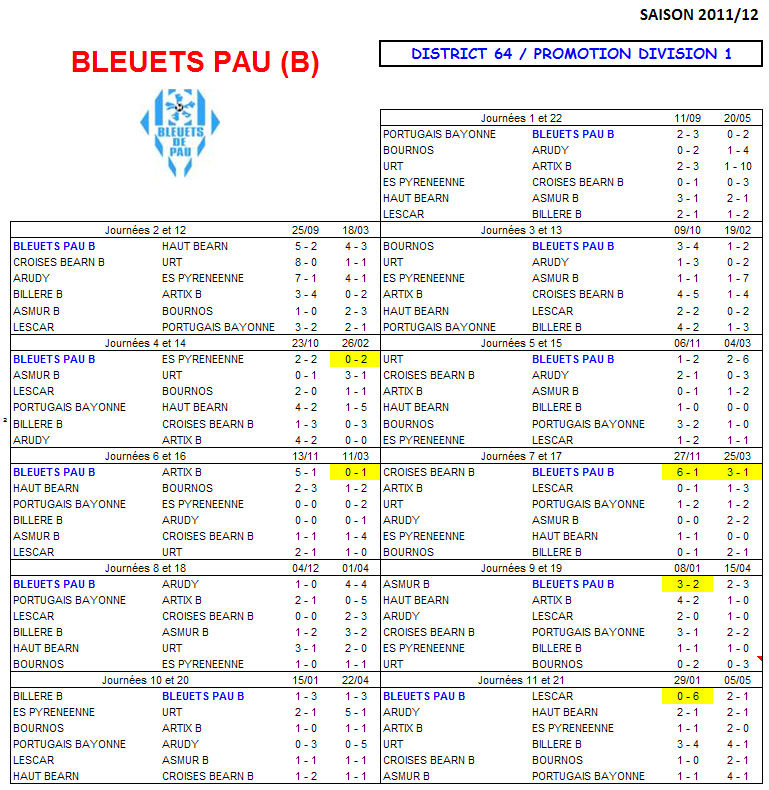 SAISON 2011/12
BLEUETS PAU (B)
DISTRICT 64 / PROMOTION DIVISION 1
BLEUETS
DE
PAU
Journées 1 et 22 11/09 20/05
PORTUGAIS BAYONNE BLEUETS PAU B 2 - 3 0 - 2
BOURNOS ARUDY 0 - 2 1 - 4
URT ARTIX B 2 - 3 1 - 10
ES PYRENEENNE CROISES BEARN B 0 - 1 0 - 3
HAUT BEARN ASMUR B 3 - 1 2 - 1
LESCAR BILLERE B 2 - 1 1 - 2
Journées 2 et 12 25/09 18/03
BLEUETS PAU B HAUT BEARN 5 - 2 4 - 3
CROISES BEARN B URT 8 - 0 1 - 1
ARUDY ES PYRENEENNE 7 - 1 4 - 1
BILLERE B ARTIX B 3 - 4 0 - 2
ASMUR B BOURNOS 1 - 0 2 - 3
LESCAR PORTUGAIS BAYONNE 3 - 2 2 - 1
Journées 3 et 13 09/10 19/02
BOURNOS BLEUETS PAU B 3 - 4 1 - 2
URT ARUDY 1 - 3 0 - 2
ES PYRENEENNE ASMUR B 1 - 1 1 - 7
ARTIX B CROISES BEARN B 4 - 5 1 - 4
HAUT BEARN LESCAR 2 - 2 0 - 2
PORTUGAIS BAYONNE BILLERE B 4 - 2 1 - 3
Journées 4 et 14 23/10 26/02
BLEUETS PAU B ES PYRENEENNE 2 - 2 0 - 2
ASMUR B URT 0 - 1 3 - 1
LESCAR BOURNOS 2 - 0 1 - 1
PORTUGAIS BAYONNE HAUT BEARN 4 - 2 1 - 5
² BILLERE B CROISES BEARN B 1 - 3 0 - 3
ARUDY ARTIX B 4 - 2 0 - 0
Journées 5 et 15 06/11 04/03
URT BLEUETS PAU B 1 - 2 2 - 6
CROISES BEARN B ARUDY 2 - 1 0 - 3
ARTIX B ASMUR B 0 - 1 1 - 2
HAUT BEARN BILLERE B 1 - 0 0 - 0
BOURNOS PORTUGAIS BAYONNE 3 - 2 1 - 0
ES PYRENEENNE LESCAR 1 - 2 1 - 1
Journées 6 et 16 13/11 11/03
BLEUETS PAU B ARTIX B 5 - 1 0 - 1
HAUT BEARN BOURNOS 2 - 3 1 - 2
PORTUGAIS BAYONNE ES PYRENEENNE 0 - 0 0 - 2
BILLERE B ARUDY 0 - 0 0 - 1
ASMUR B CROISES BEARN B 1 - 1 1 - 4
LESCAR URT 2 - 1 1 - 0
Journées 7 et 17 27/11 25/03
CROISES BEARN B BLEUETS PAU B 6 - 1 3 - 1
ARTIX B LESCAR 0 - 1 1 - 3
URT PORTUGAIS BAYONNE 1 - 2 1 - 2
ARUDY ASMUR B 0 - 0 2 - 2
ES PYRENEENNE HAUT BEARN 1 - 1 0 - 0
BOURNOS BILLERE B 0 - 1 2 - 1
Journées 8 et 18 04/12 01/04
BLEUETS PAU B ARUDY 1 - 0 4 - 4
PORTUGAIS BAYONNE ARTIX B 2 - 1 0 - 5
LESCAR CROISES BEARN B 0 - 0 2 - 3
BILLERE B ASMUR B 1 - 2 3 - 2
HAUT BEARN URT 3 - 1 2 - 0
BOURNOS ES PYRENEENNE 1 - 0 1 - 1
Journées 9 et 19 08/01 15/04
ASMUR B BLEUETS PAU B 3 - 2 2 - 3
HAUT BEARN ARTIX B 4 - 2 1 - 0
ARUDY LESCAR 2 - 0 1 - 0
CROISES BEARN B PORTUGAIS BAYONNE 3 - 1 2 - 2
ES PYRENEENNE BILLERE B 1 - 1 1 - 0
URT BOURNOS 0 - 2 0 - 3
Journées 10 et 20 15/01 22/04
BILLERE B BLEUETS PAU B 1 - 3 1 - 3
ES PYRENEENNE URT 2 - 1 5 - 1
BOURNOS ARTIX B 1 - 0 1 - 1
PORTUGAIS BAYONNE ARUDY 0 - 3 0 - 5
LESCAR ASMUR B 1 - 1 1 - 1
HAUT BEARN CROISES BEARN B 1 - 2 1 - 1
Journées 11 et 21 29/01 05/05
BLEUETS PAU B LESCAR 0 - 6 2 - 1
ARUDY HAUT BEARN 2 - 1 2 - 1
ARTIX B ES PYRENEENNE 1 - 1 2 - 0
URT BILLERE B 3 - 4 4 - 1
CROISES BEARN B BOURNOS 1 - 0 2 - 1
ASMUR B PORTUGAIS BAYONNE 1 - 1 4 - 1